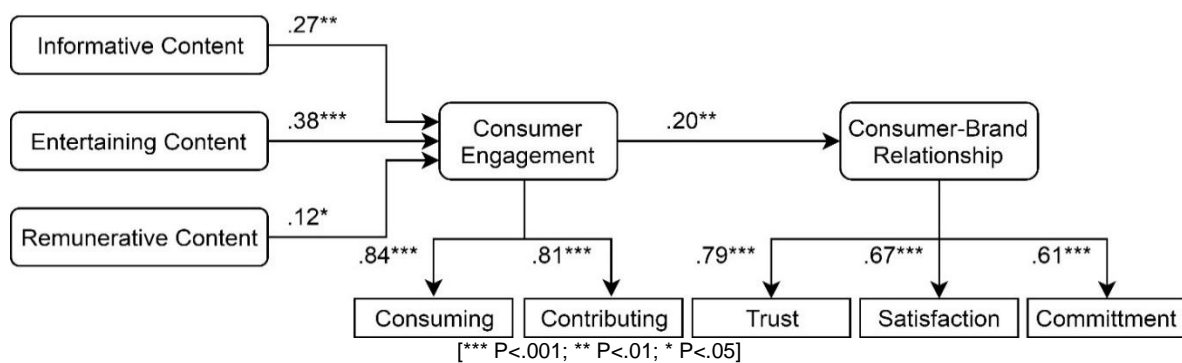 Informative Content
.27**
Entertaining Content
.38***
Consumer
Engagement
.20**
Consumer-Brand
Relationship
Remunerative Content
.12*
.84***
.81***
.79***
.67***
.61***
Consuming
Contributing
Trust
Satisfaction
Committment
[*** P<.001; ** P<.01; * P<.05]